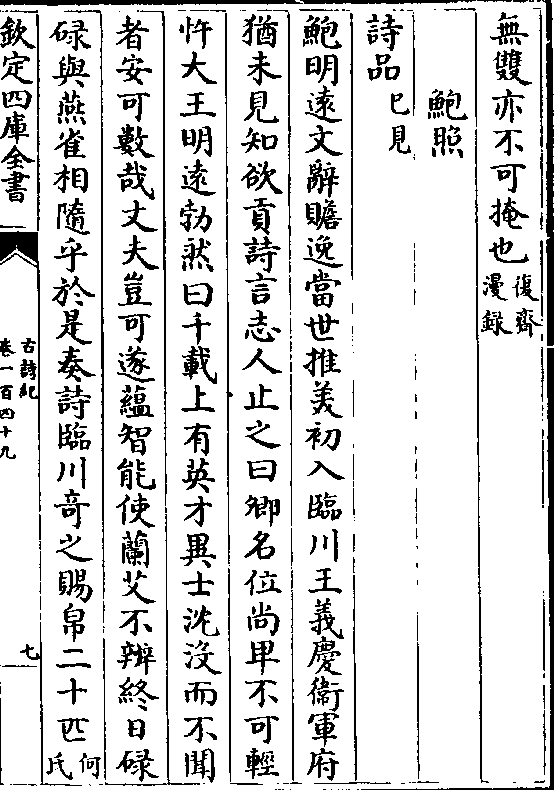 無雙亦不可掩也復齋漫録
鮑照
詩品已見
鮑明遠文辭贍逸當世推美初入臨川王義慶衛軍府
猶未見知欲貢詩言志人止之曰卿名位尚卑不可輕
忤大王明遠勃然曰千載上有英才異士沈没而不聞
者安可數哉丈夫豈可遂藴智能使蘭艾不辨終日碌
碌與燕雀相隨乎於是奏詩臨川竒之賜帛二十匹何氏
欽定四庫全書
古詩紀
卷一百四十九
七